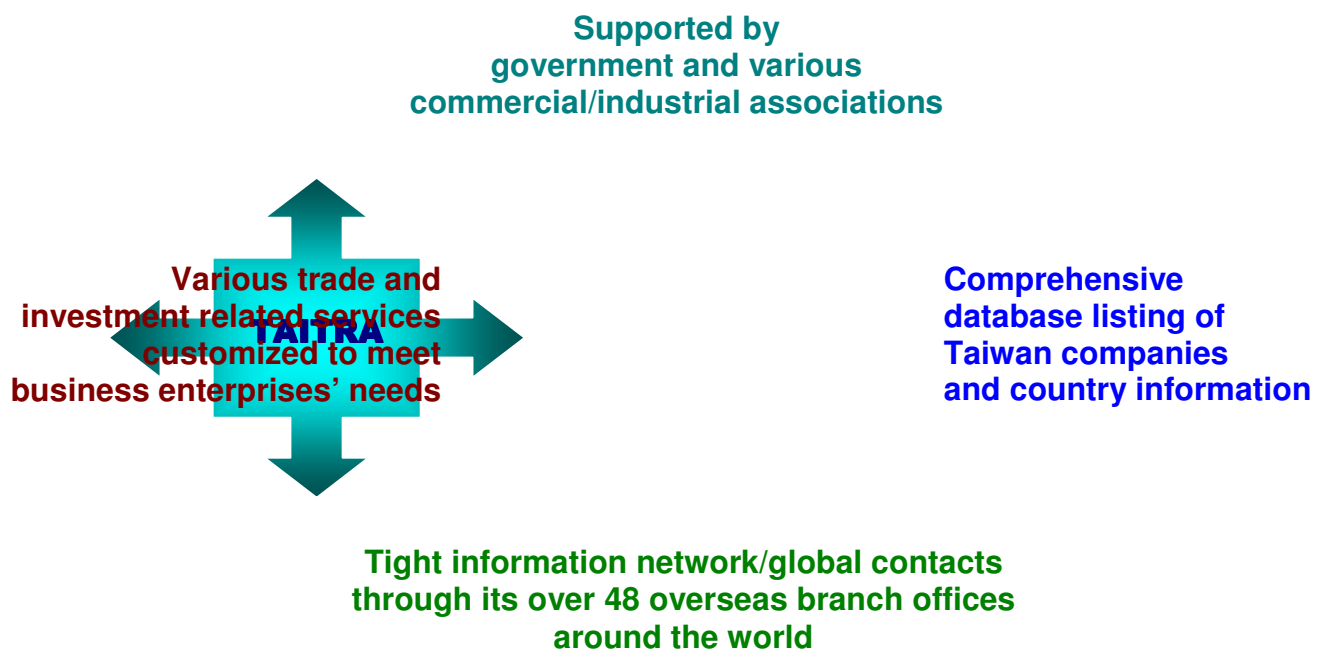 Supported by
government and various
commercial/industrial associations
Various trade and
investment related services
customized to meet
business enterprises’ needs
TAITRA
Comprehensive
database listing of
Taiwan companies
and country information
Tight information network/global contacts
through its over 48 overseas branch offices
around the world